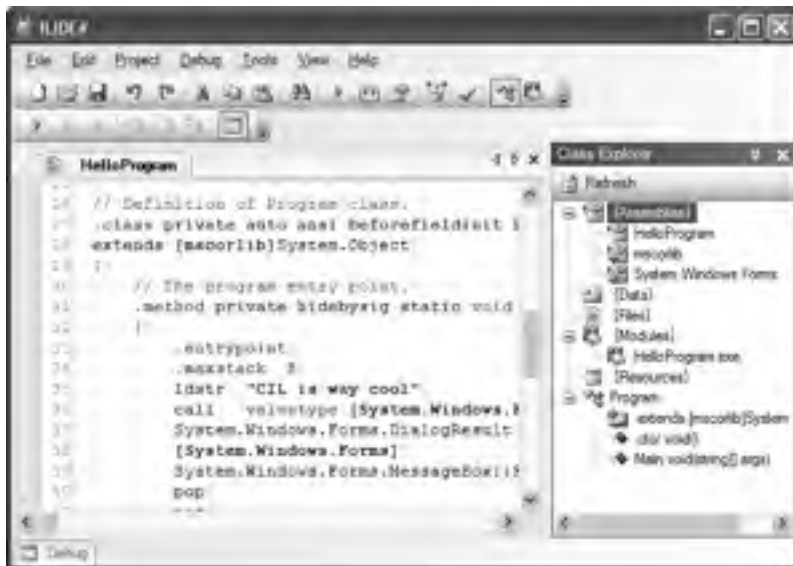 ILIDE#
File Edit Project Debug Tools View Help
HelloProgram
// Definition of Program class.
.class private auto ansi beforefieldinit
extends [mscorlib]System.Object
{
// The program entry point.
.method private hidebysig static void
{
.entrypoint
.maxstack 8
ldstr "CIL is way cool"
call valuetype [System.Windows.
System.Windows.Forms.DialogResult
[System.Windows.Forms]
System.Windows.Forms.MessageBox::
pop
Debug
Class Explorer
Refresh
[Assemblies]
HelloProgram
mscorlib
System.Windows.Forms
[Data]
[Files]
[Modules]
HelloProgram.exe
[Resources]
Program
extends [mscorlib]System
.ctor void()
Main void(string[] args)